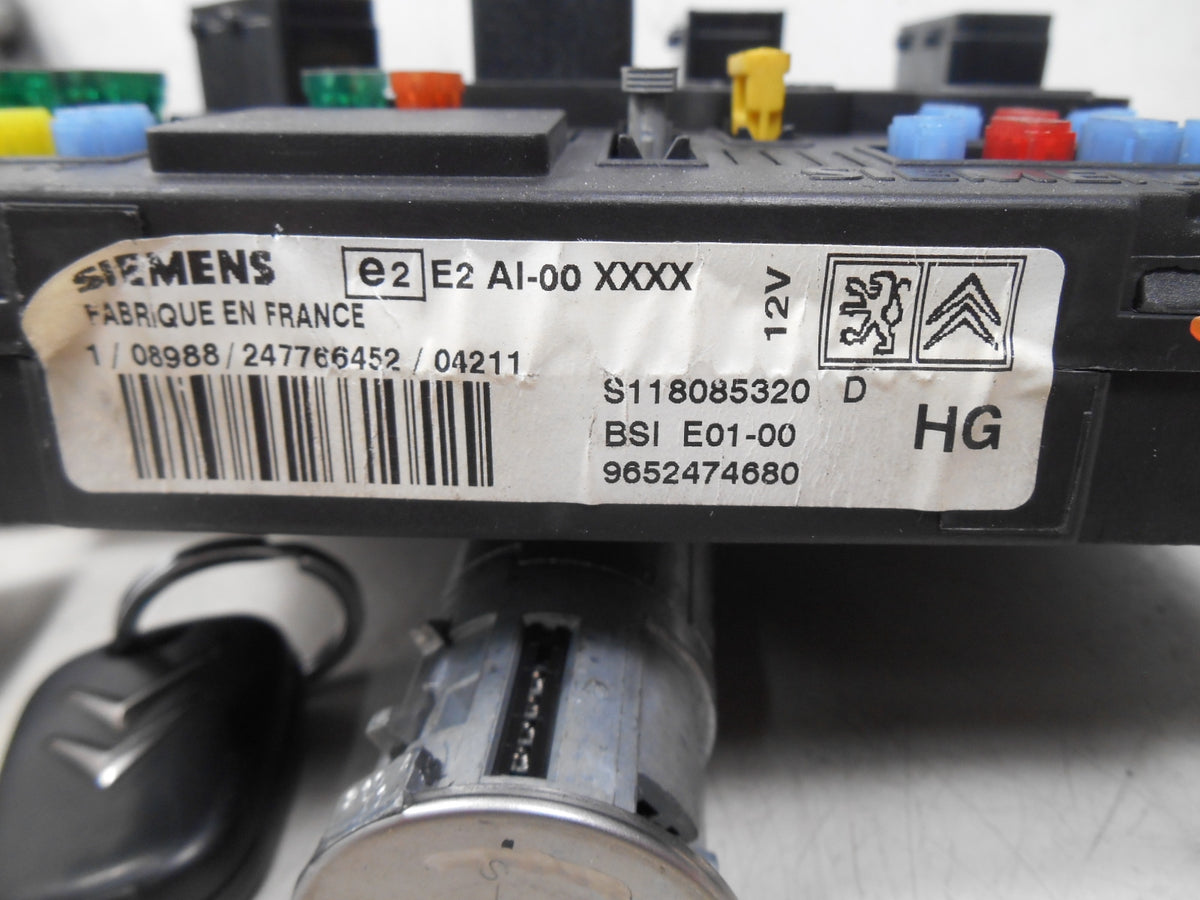 SIEMENS
SIEMENS e2 E2 AI-00 XXXX
12V
FABRIQUE EN FRANCE
1 / 08988 / 247766452 / 04211
S118085320 D
BSI E01-00
HG
9652474680
S